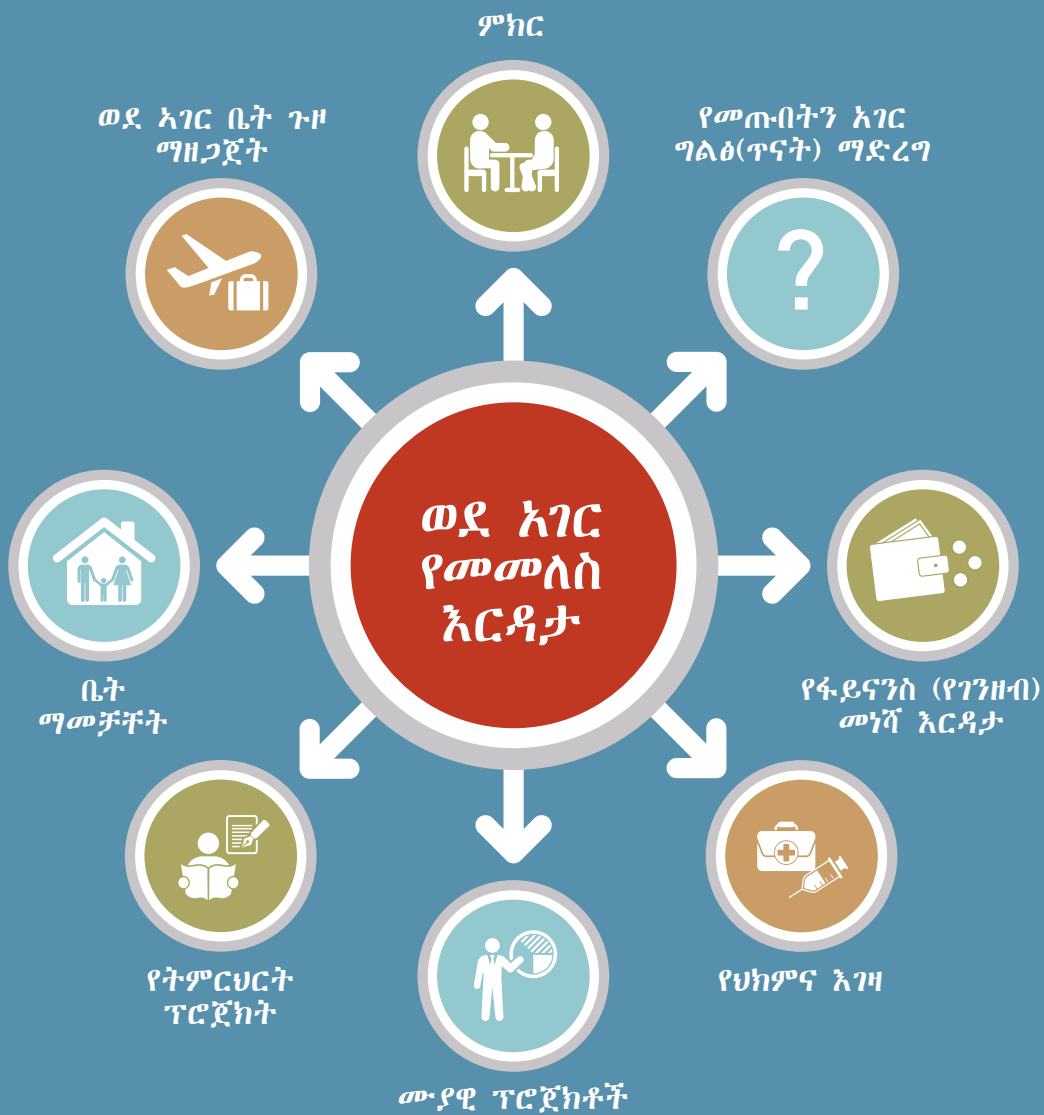 ምክር
ወደ ኣገር ቤት ጉዞ
ማዘጋጀት
የመጡበትን አገር
ግልፅ(ጥናት) ማድረግ
ወደ አገር
የመመለስ
እርዳታ
ቤት
ማመቻቸት
የፋይናንስ (የገንዘብ)
መነሻ እርዳታ
የትምርህርት
ፕሮጀክት
የህክምና እገዛ
ሙያዊ ፕሮጀክቶች